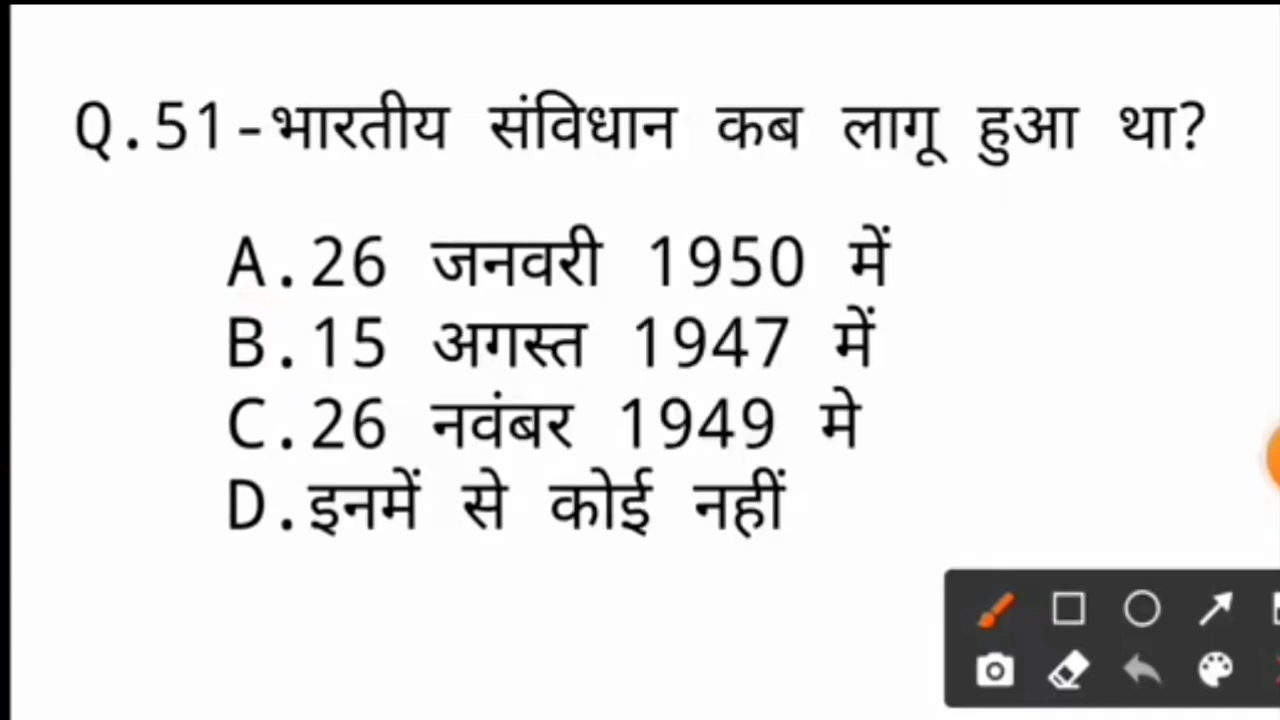 Q.51-भारतीय संविधान कब लागू हुआ था?
A.26 जनवरी 1950 में
B.15 अगस्त 1947 में
C.26 नवंबर 1949 मे
D.इनमें से कोई नहीं